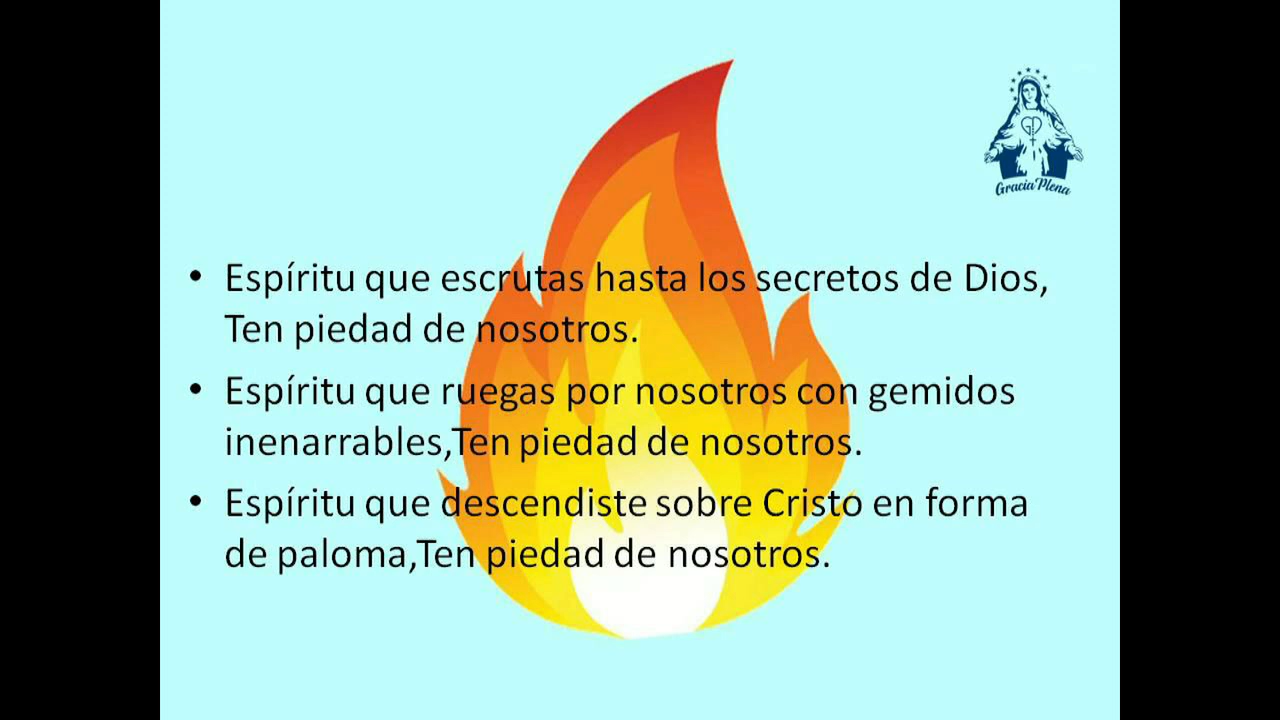 Gracia Plena
• Espíritu que escrutas hasta los secretos de Dios,
Ten piedad de nosotros.
• Espíritu que ruegas por nosotros con gemidos
inenarrables,Ten piedad de nosotros.
• Espíritu que descendiste sobre Cristo en forma
de paloma,Ten piedad de nosotros.